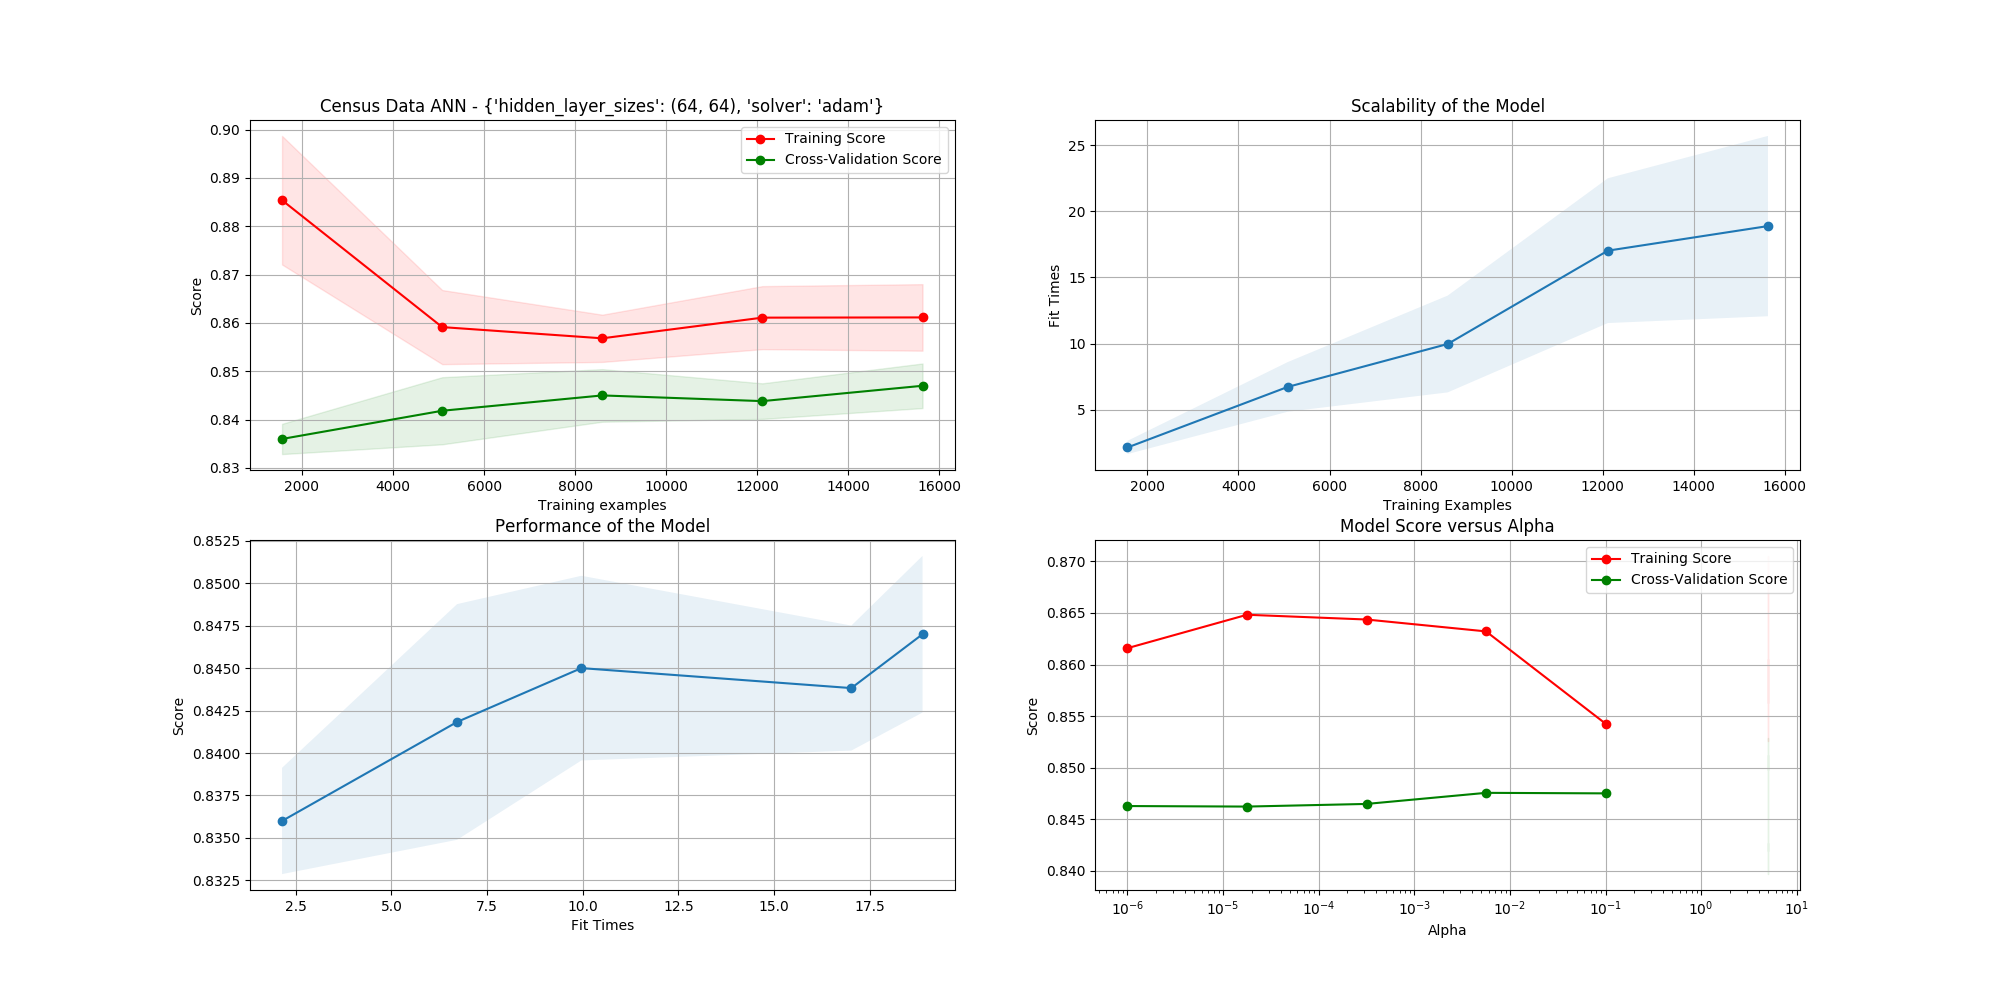 Census Data ANN - {'hidden_layer_sizes': (64, 64), 'solver': 'adam'}
0.90
0.89
0.88
0.87
0.86
0.85
0.84
0.83
Score
Training Score
Cross-Validation Score
2000 4000 6000 8000 10000 12000 14000 16000
Training examples
Scalability of the Model
25
20
15
10
5
Fit Times
2000 4000 6000 8000 10000 12000 14000 16000
Training Examples
Performance of the Model
0.8525
0.8500
0.8475
0.8450
0.8425
0.8400
0.8375
0.8350
0.8325
Score
2.5 5.0 7.5 10.0 12.5 15.0 17.5
Fit Times
Model Score versus Alpha
0.870
0.865
0.860
0.855
0.850
0.845
0.840
Score
Training Score
Cross-Validation Score
10⁻⁶ 10⁻⁵ 10⁻⁴ 10⁻³ 10⁻² 10⁻¹ 10⁰ 10¹
Alpha